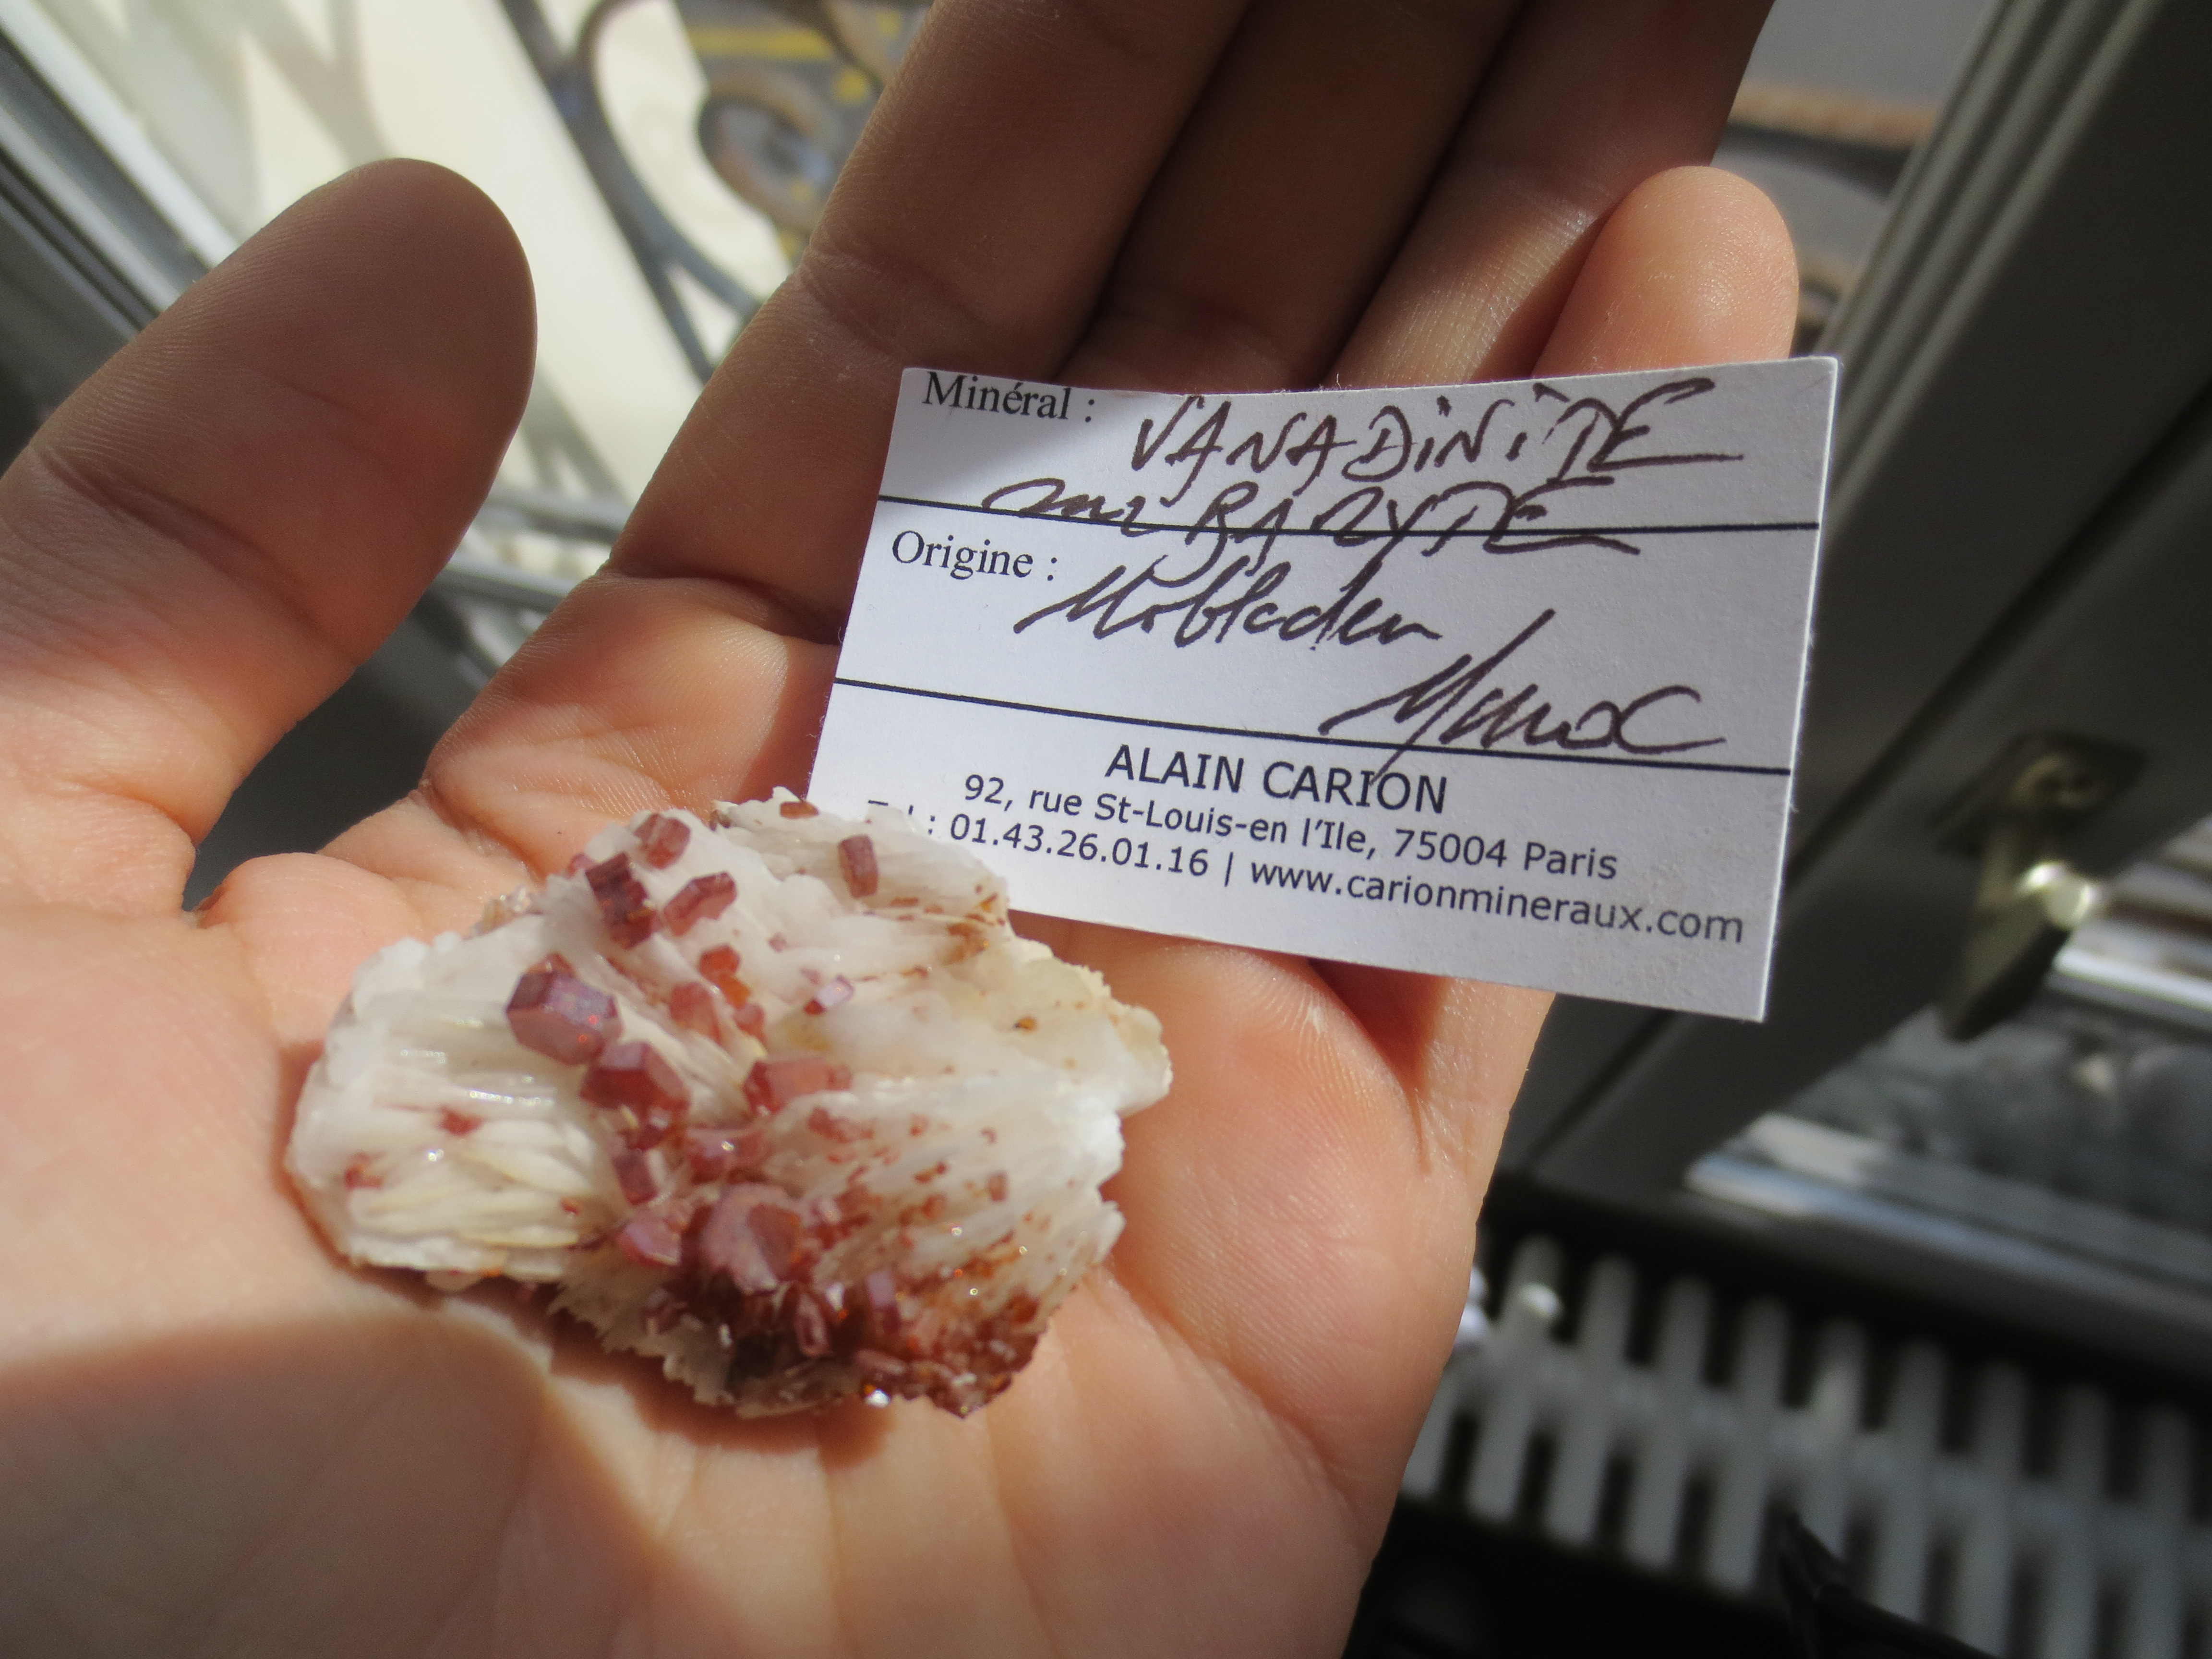 Minéral : VANADINITE
sur BARYTE
Origine : Mibladen
Maroc
ALAIN CARION
92, rue St-Louis-en l'Ile, 75004 Paris
: 01.43.26.01.16 | www.carionmineraux.com